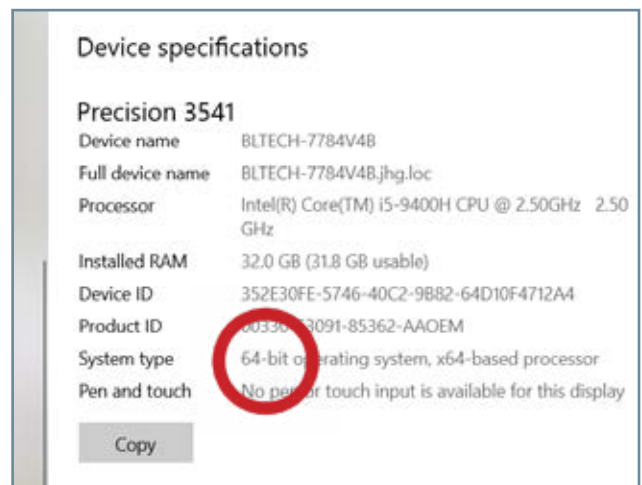 Device specifications
Precision 3541
Device name BLTECH-7784V4B
Full device name BLTECH-7784V4B.jhg.loc
Processor Intel(R) Core(TM) i5-9400H CPU @ 2.50GHz 2.50
GHz
Installed RAM 32.0 GB (31.8 GB usable)
Device ID 352E30FE-5746-40C2-9B82-64D10F4712A4
Product ID 00330-53091-85362-AAOEM
System type 64-bit operating system, x64-based processor
Pen and touch No pen or touch input is available for this display
Copy